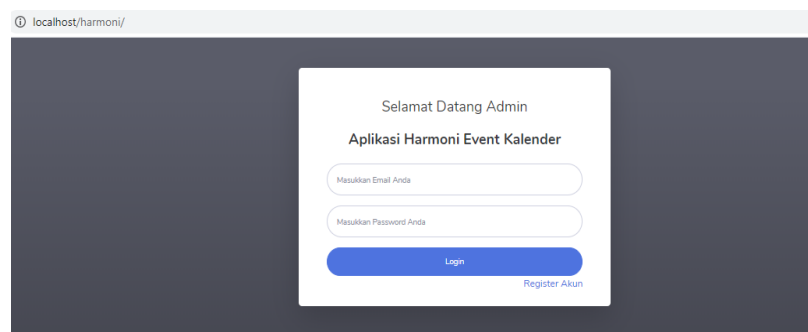 localhost/harmoni/
Selamat Datang Admin
Aplikasi Harmoni Event Kalender
Masukkan Email Anda
Masukkan Password Anda
Login
Register Akun